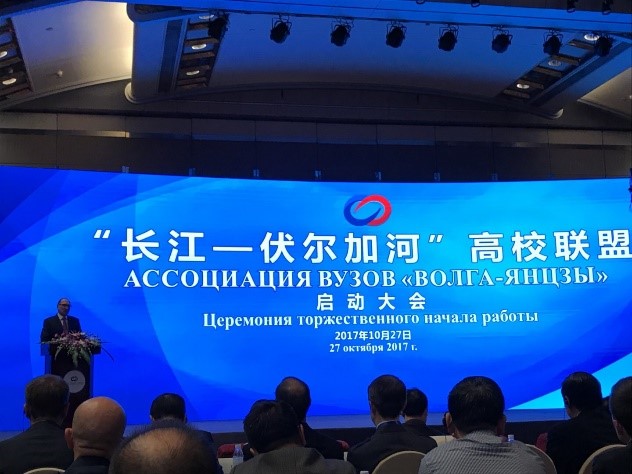 “长江—伏尔加河”高校联盟
АССОЦИАЦИЯ ВУЗОВ «ВОЛГА-ЯНЦЗЫ»
启动大会
Церемония торжественного начала работы
2017年10月27日
27 октября 2017 г.